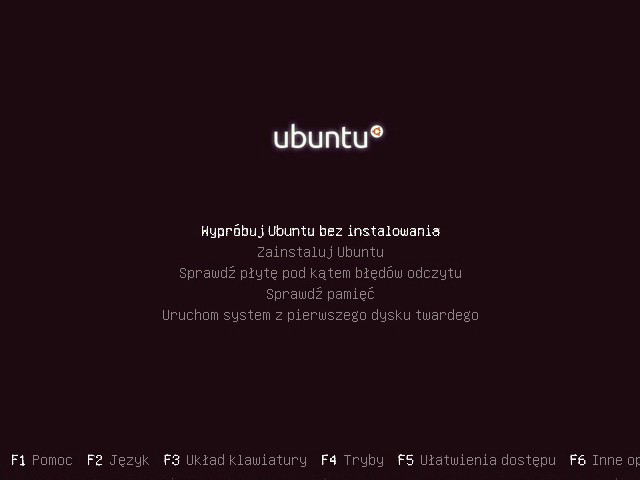 ubuntu
Wypróbuj Ubuntu bez instalowania
Zainstaluj Ubuntu
Sprawdź płytę pod kątem błędów odczytu
Sprawdź pamięć
Uruchom system z pierwszego dysku twardego
F1 Pomoc F2 Język F3 Układ klawiatury F4 Tryby F5 Ułatwienia dostępu F6 Inne op